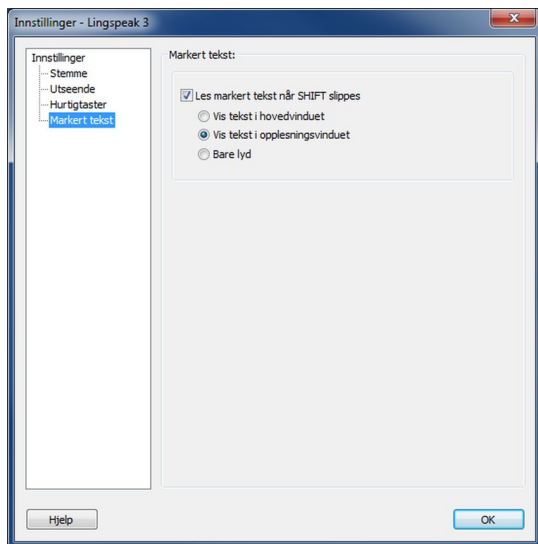 Innstillinger - Lingspeak 3
Innstillinger
Stemme
Utseende
Hurtigtaster
Markert tekst
Markert tekst:
Les markert tekst når SHIFT slippes
Vis tekst i hovedvinduet
Vis tekst i opplesningsvinduet
Bare lyd
Hjelp
OK